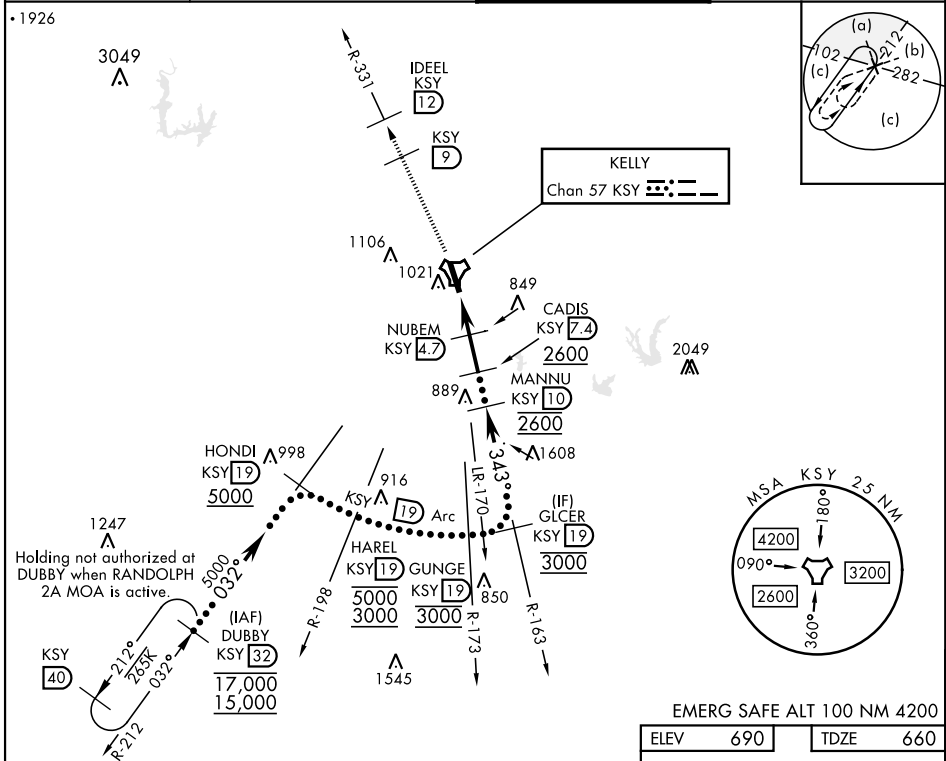 1926
3049
R-331
IDEEL
KSY 12
KSY
9
KELLY
Chan 57 KSY
(a)
212
102
(b)
(c)
282
(c)
1106
1021
849
NUBEM
KSY 4.7
CADIS
KSY 7.4
2600
2049
889
MANNU
KSY 10
2600
HONDI
KSY 19
5000
998
916
KSY 19 Arc
LR-170
343°
1608
(IF)
GLCER
KSY 19
3000
1247
Holding not authorized at
DUBBY when RANDOLPH
2A MOA is active.
5000
032°
HAREL
KSY 19
5000
3000
GUNGE
KSY 19
3000
850
R-198
R-173
R-163
(IAF)
DUBBY
KSY 32
17,000
15,000
KSY
40
212°
265K
032°
R-212
1545
MSA KSY 25 NM
180°
4200
090°
3200
2600
360°
EMERG SAFE ALT 100 NM 4200
ELEV 690
TDZE 660